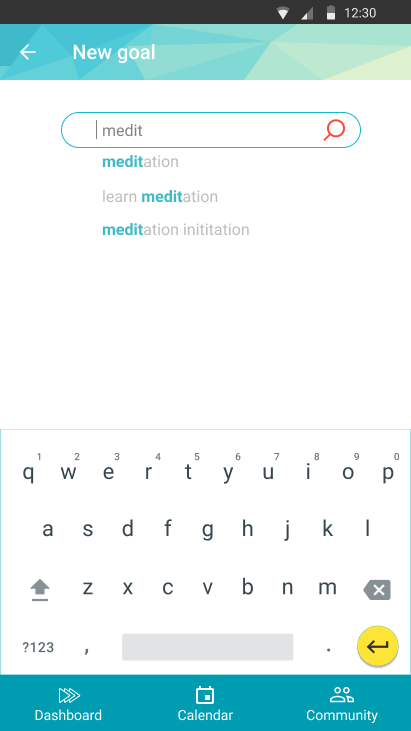 12:30
New goal
medit
meditation
learn meditation
meditation inititation
1 2 3 4 5 6 7 8 9 0
q w e r t y u i o p
a s d f g h j k l
z x c v b n m
?123 , .
Dashboard Calendar Community